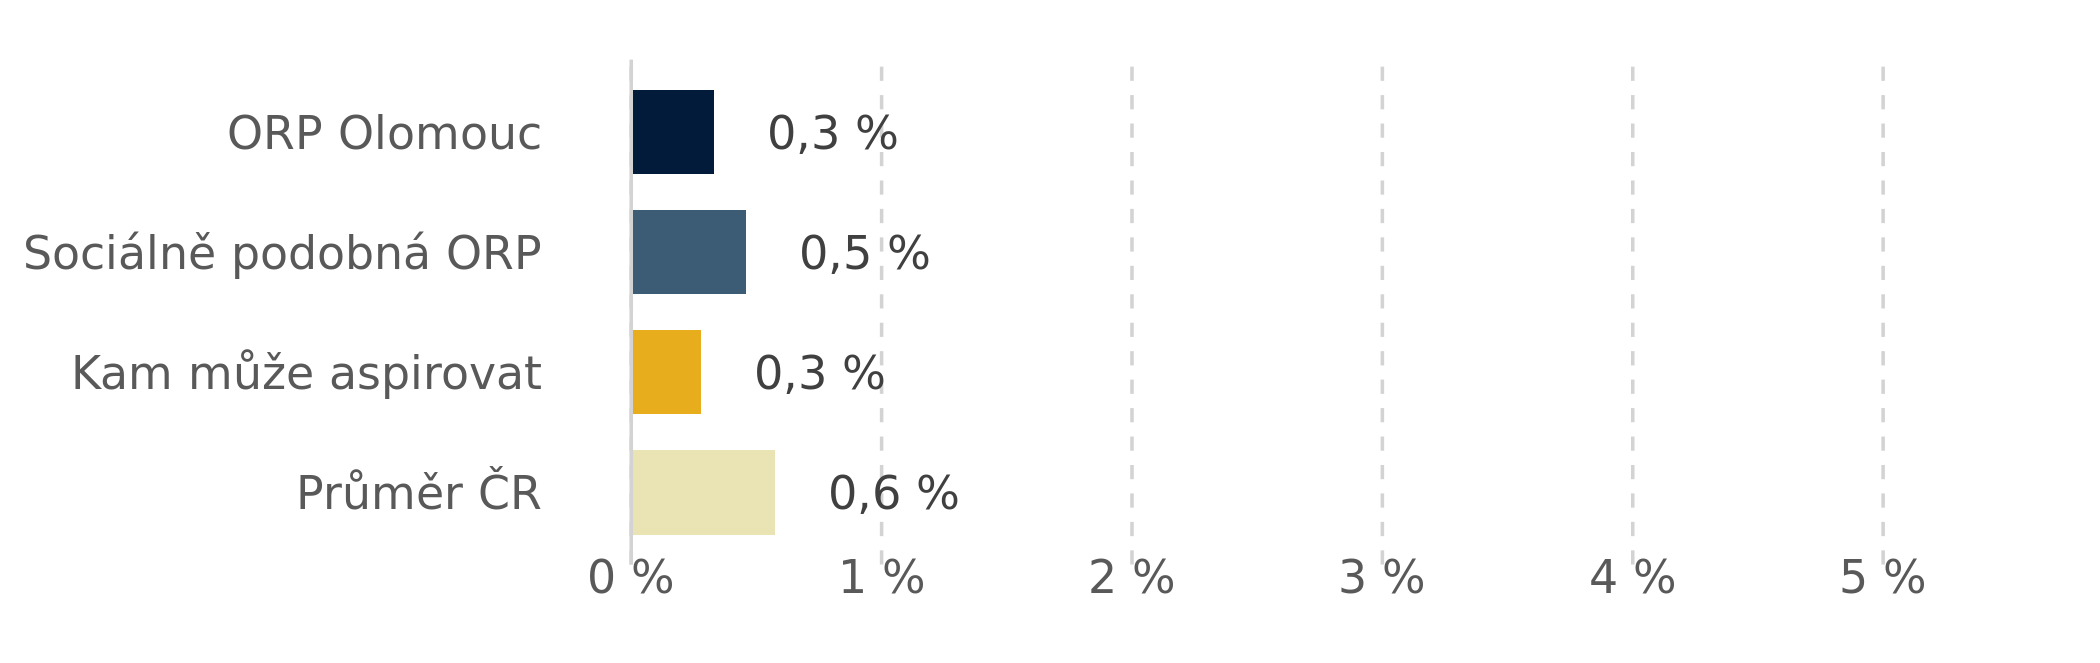 ORP Olomouc 0,3 %
Sociálně podobná ORP 0,5 %
Kam může aspirovat 0,3 %
Průměr ČR 0,6 %
0 % 1 % 2 % 3 % 4 % 5 %